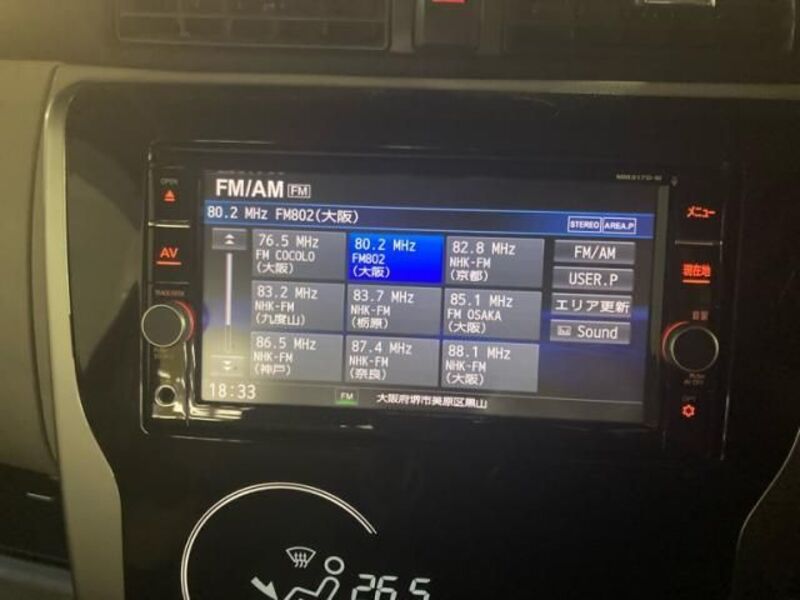 OPEN
FM/AM FM
80.2 MHz FM802(大阪)
STEREO AREA.P
メニュー
AV
現在地
76.5 MHz
FM COCOLO
(大阪)
80.2 MHz
FM802
(大阪)
82.8 MHz
NHK-FM
(京都)
FM/AM
USER.P
エリア更新
Sound
83.2 MHz
NHK-FM
(九度山)
83.7 MHz
NHK-FM
(栃原)
85.1 MHz
FM OSAKA
(大阪)
86.5 MHz
NHK-FM
(神戸)
87.4 MHz
NHK-FM
(奈良)
88.1 MHz
NHK-FM
(大阪)
音量
18:33
FM
大阪府堺市美原区黒山
OPT
26.5